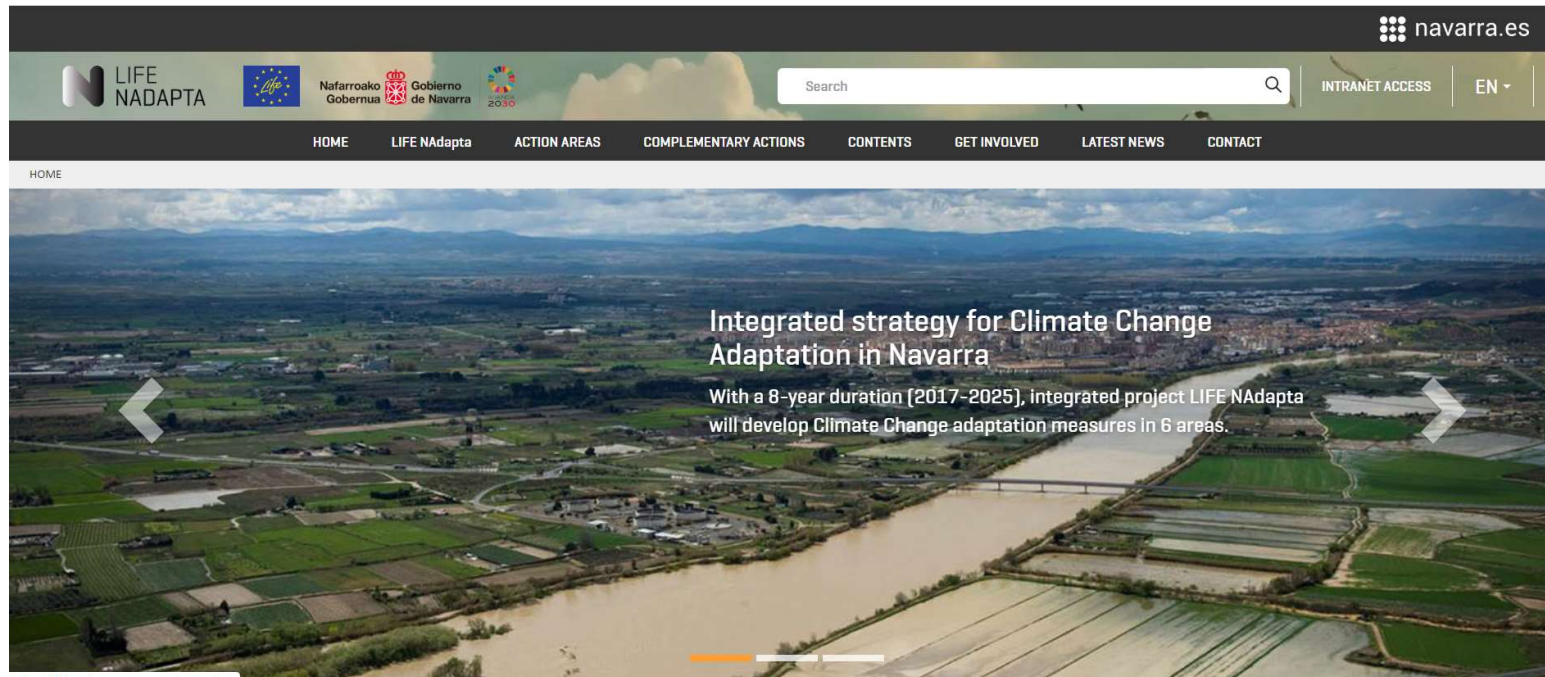 navarra.es
LIFE
NADAPTA
Life
Nafarroako
Gobernua
Gobierno
de Navarra
2030
Search
INTRANET ACCESS
EN
HOME LIFE NAdapta ACTION AREAS COMPLEMENTARY ACTIONS CONTENTS GET INVOLVED LATEST NEWS CONTACT
HOME
Integrated strategy for Climate Change
Adaptation in Navarra
With a 8-year duration (2017-2025), integrated project LIFE NAdapta
will develop Climate Change adaptation measures in 6 areas.